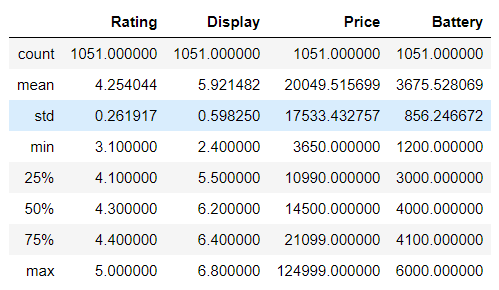 Rating Display Price Battery
count 1051.000000 1051.000000 1051.000000 1051.000000
mean 4.254044 5.921482 20049.515699 3675.528069
std 0.261917 0.598250 17533.432757 856.246672
min 3.100000 2.400000 3650.000000 1200.000000
25% 4.100000 5.500000 10990.000000 3000.000000
50% 4.300000 6.200000 14500.000000 4000.000000
75% 4.400000 6.400000 21099.000000 4100.000000
max 5.000000 6.800000 124999.000000 6000.000000